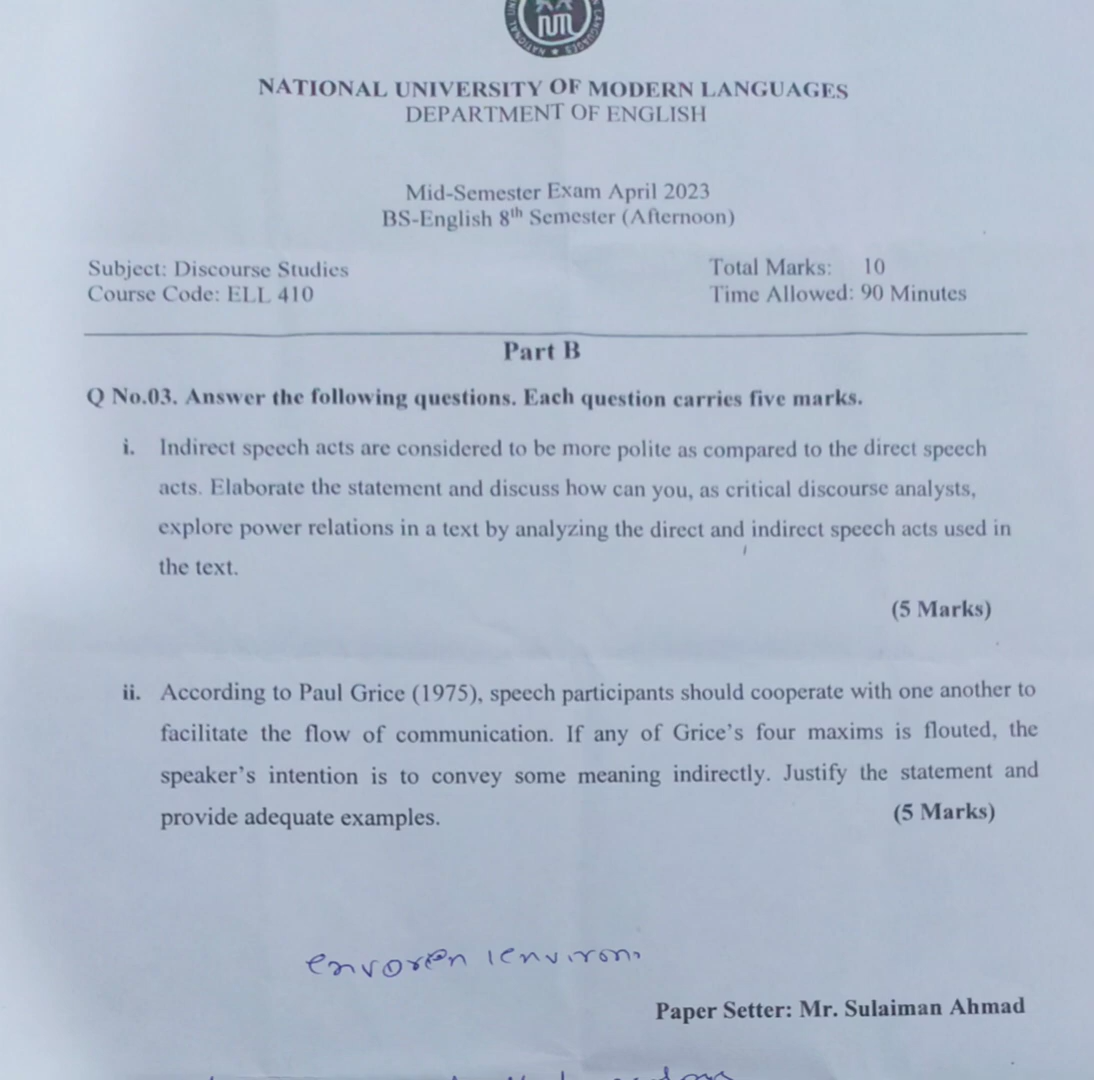 NATIONAL UNIVERSITY OF MODERN LANGUAGES
DEPARTMENT OF ENGLISH
Mid-Semester Exam April 2023
BS-English 8th Semester (Afternoon)
Subject: Discourse Studies Total Marks: 10
Course Code: ELL 410 Time Allowed: 90 Minutes
Part B
Q No.03. Answer the following questions. Each question carries five marks.
i. Indirect speech acts are considered to be more polite as compared to the direct speech
acts. Elaborate the statement and discuss how can you, as critical discourse analysts,
explore power relations in a text by analyzing the direct and indirect speech acts used in
the text.
(5 Marks)
ii. According to Paul Grice (1975), speech participants should cooperate with one another to
facilitate the flow of communication. If any of Grice's four maxims is flouted, the
speaker's intention is to convey some meaning indirectly. Justify the statement and
provide adequate examples. (5 Marks)
Paper Setter: Mr. Sulaiman Ahmad